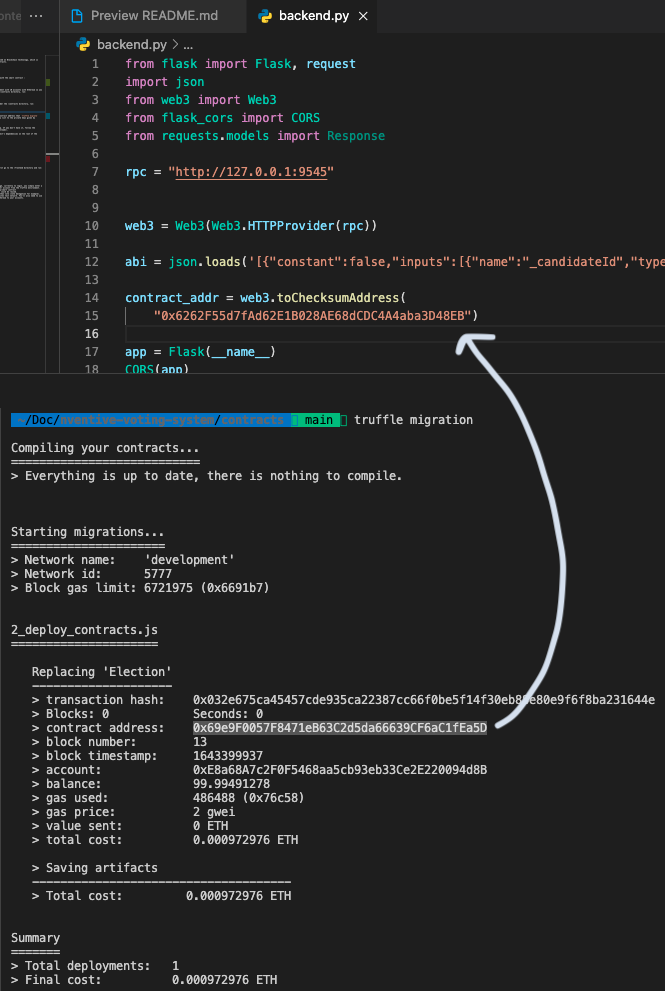 Preview README.md
backend.py
backend.py > ...
1 from flask import Flask, request
2 import json
3 from web3 import Web3
4 from flask_cors import CORS
5 from requests.models import Response
6
7 rpc = "http://127.0.0.1:9545"
8
9
10 web3 = Web3(Web3.HTTPProvider(rpc))
11
12 abi = json.loads('[{"constant":false,"inputs":[{"name":"_candidateId","type
13
14 contract_addr = web3.toChecksumAddress(
15 "0x6262F55d7fAd62E1B028AE68dCDC4A4aba3D48EB")
16
17 app = Flask(__name__)
18 CORS(app)
~/Doc/nventive-voting-system/contracts main truffle migration
Compiling your contracts...
===========================
> Everything is up to date, there is nothing to compile.
Starting migrations...
======================
> Network name: 'development'
> Network id: 5777
> Block gas limit: 6721975 (0x6691b7)
2_deploy_contracts.js
=====================
Replacing 'Election'
--------------------
> transaction hash: 0x032e675ca45457cde935ca22387cc66f0be5f14f30eb85e80e9f6f8ba231644e
> Blocks: 0 Seconds: 0
> contract address: 0x69e9F0057F8471eB63C2d5da66639CF6aC1fEa5D
> block number: 13
> block timestamp: 1643399937
> account: 0xE8a68A7c2F0F5468aa5cb93eb33Ce2E220094d8B
> balance: 99.99491278
> gas used: 486488 (0x76c58)
> gas price: 2 gwei
> value sent: 0 ETH
> total cost: 0.000972976 ETH
> Saving artifacts
-------------------------------------
> Total cost: 0.000972976 ETH
Summary
=======
> Total deployments: 1
> Final cost: 0.000972976 ETH